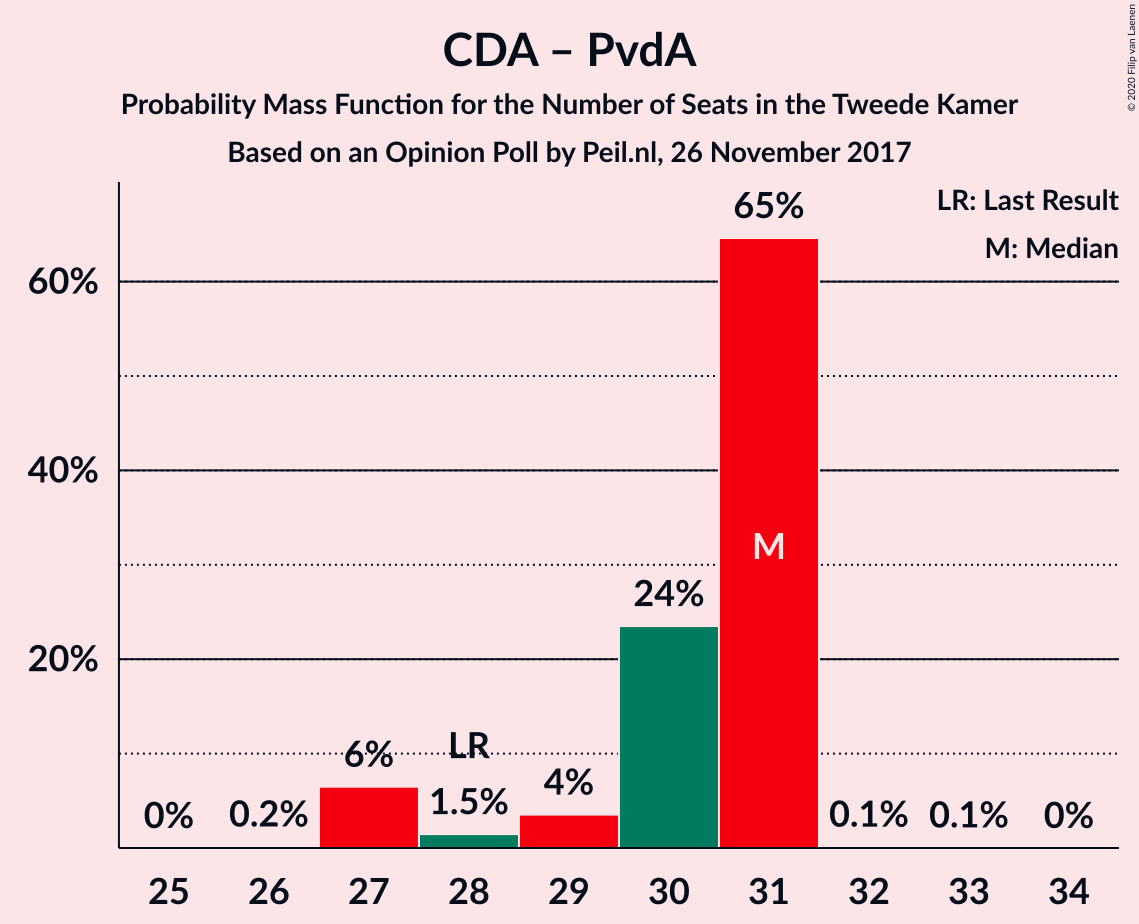 CDA – PvdA
Probability Mass Function for the Number of Seats in the Tweede Kamer
Based on an Opinion Poll by Peil.nl, 26 November 2017
© 2020 Filip van Laenen
LR: Last Result
M: Median
60%
40%
20%
0%
0.2%
6%
LR
1.5%
4%
24%
65%
M
0.1%
0.1%
0%
25 26 27 28 29 30 31 32 33 34